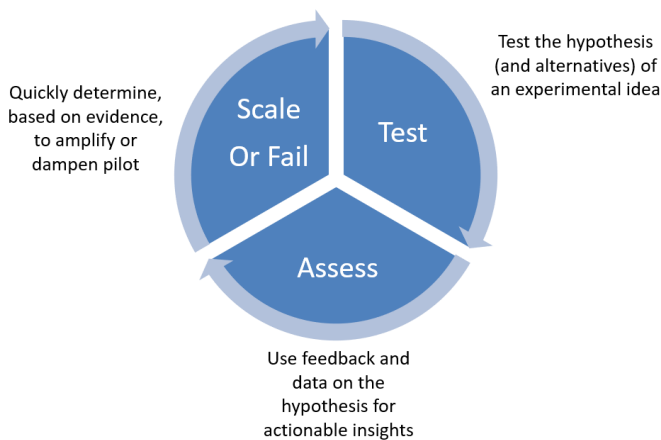 Test the hypothesis
(and alternatives) of
an experimental idea
Quickly determine,
based on evidence,
to amplify or
dampen pilot
Scale
Or Fail
Test
Assess
Use feedback and
data on the
hypothesis for
actionable insights